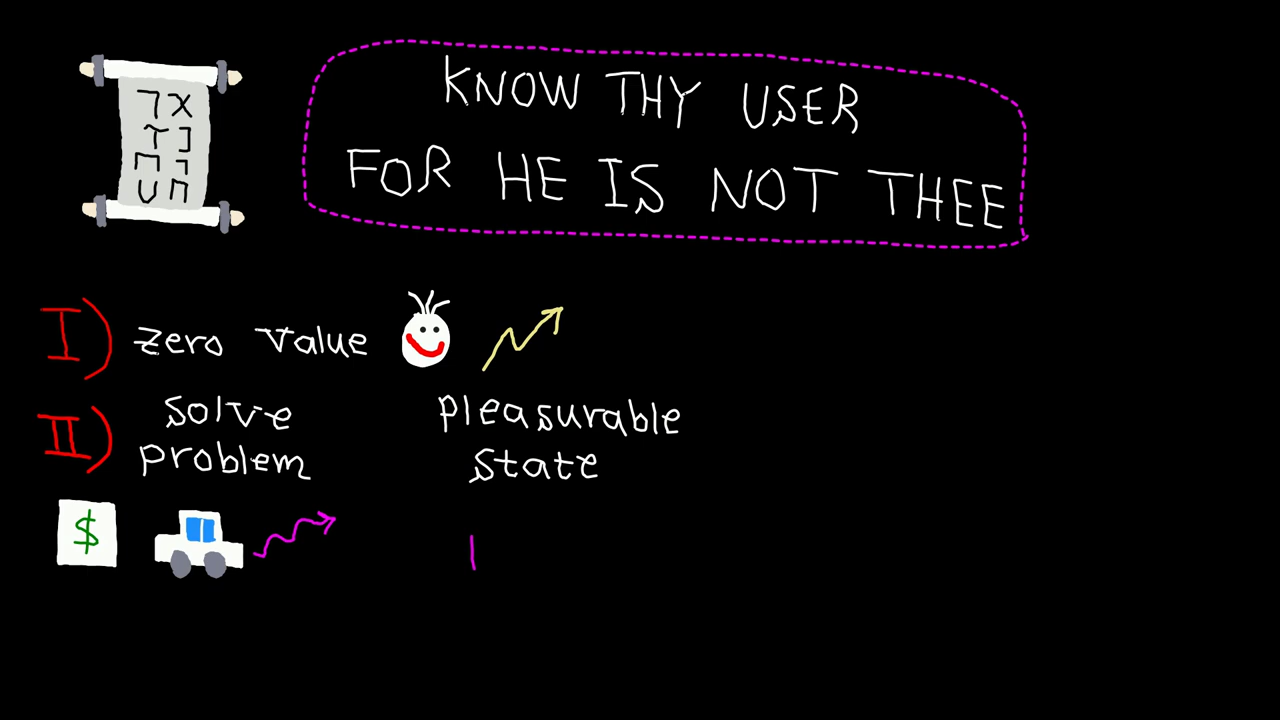 KNOW THY USER
FOR HE IS NOT THEE
I) zero value
II) solve problem
pleasurable state
$